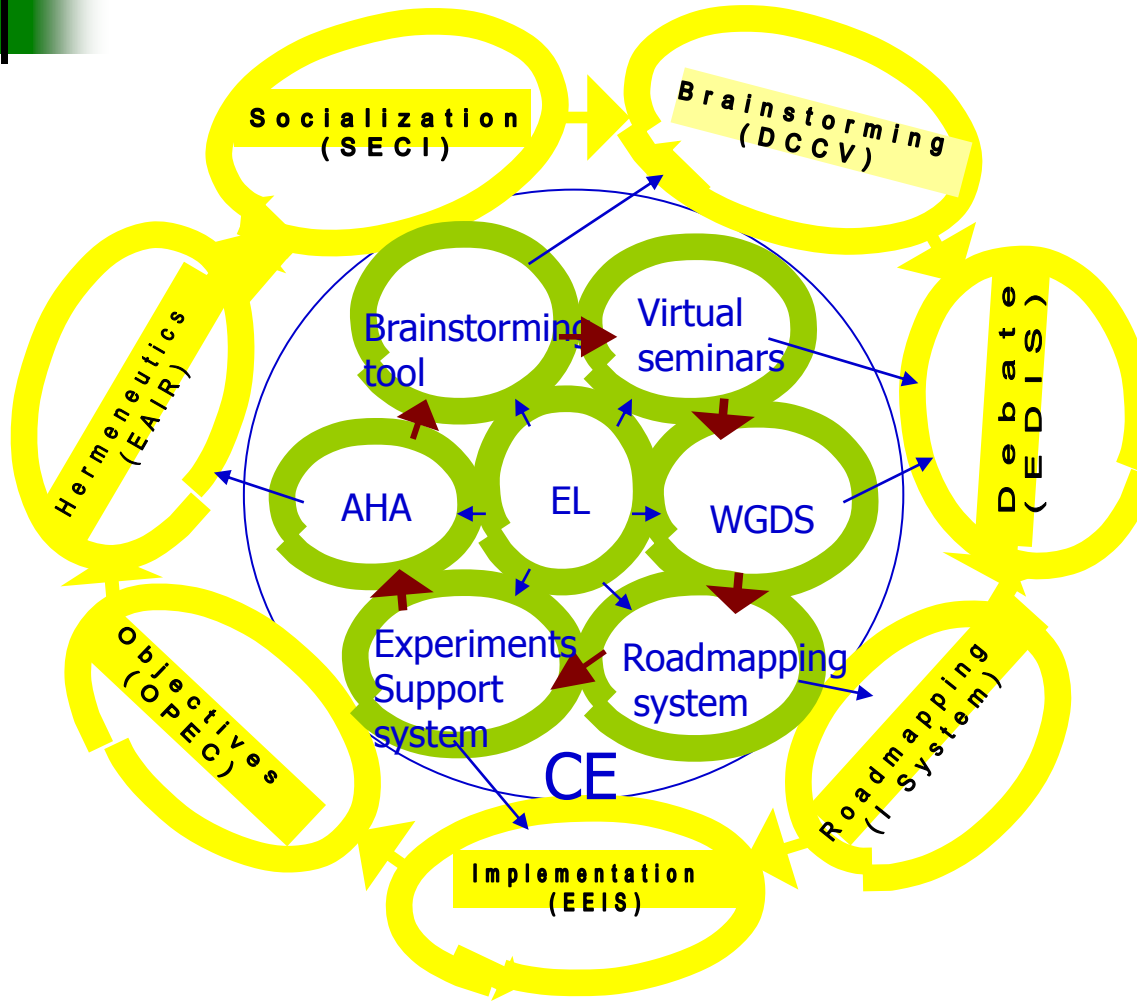 Socialization
(SECI)
Brainstorming
(DCCV)
Debate
(EDIS)
Hermeneutics
(EAIR)
Brainstorming
tool
Virtual
seminars
AHA
EL
WGDS
Experiments
Support
system
Roadmapping
system
CE
Objectives
(OPEC)
Roadmapping
(I System)
Implementation
(EEIS)